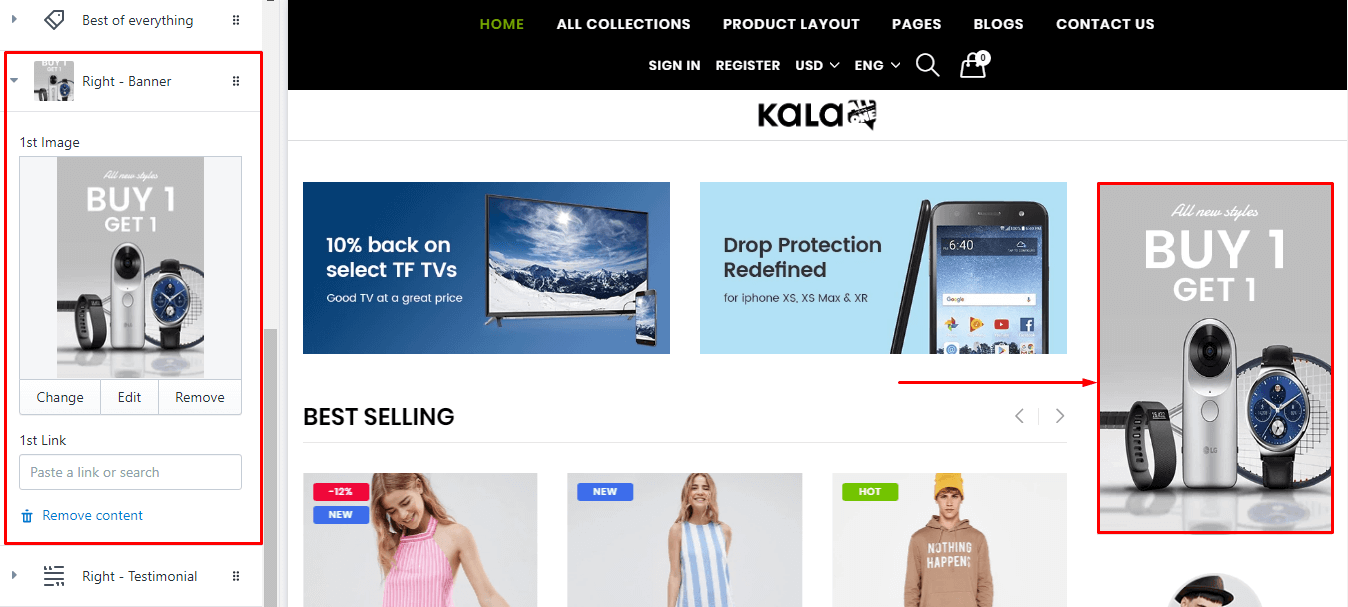 Best of everything
Right - Banner
1st Image
All new styles
BUY 1
GET 1
LG
Change
Edit
Remove
1st Link
Paste a link or search
Remove content
Right - Testimonial
HOME
ALL COLLECTIONS
PRODUCT LAYOUT
PAGES
BLOGS
CONTACT US
SIGN IN
REGISTER
USD
ENG
0
KALA
ONE
10% back on
select TF TVs
Good TV at a great price
Drop Protection
Redefined
for iphone XS, XS Max & XR
6:40
Google
All new styles
BUY 1
GET 1
LG
BEST SELLING
-12%
NEW
NEW
HOT
NOTHING
HAPPENS